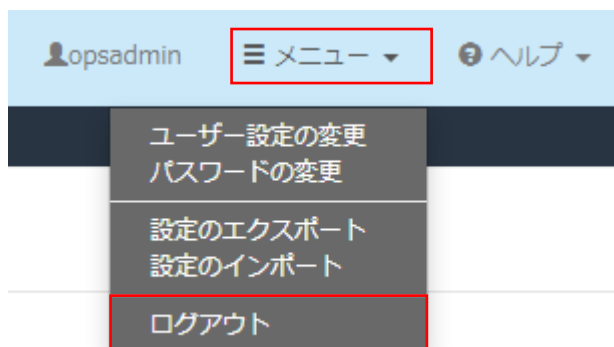 opsadmin ☰ メニュー ▼ ヘルプ ▼
ユーザー設定の変更
パスワードの変更
設定のエクスポート
設定のインポート
ログアウト